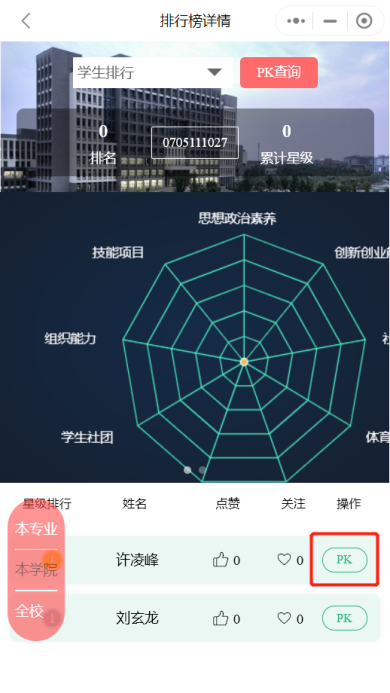 排行榜详情
学生排行
PK查询
0
排名
0705111027
0
累计星级
思想政治素养
技能项目
创新创业
组织能力
学生社团
体育
星级排行 姓名 点赞 关注 操作
本专业
本学院
全校
许凌峰 0 0 PK
1 刘玄龙 0 0 PK